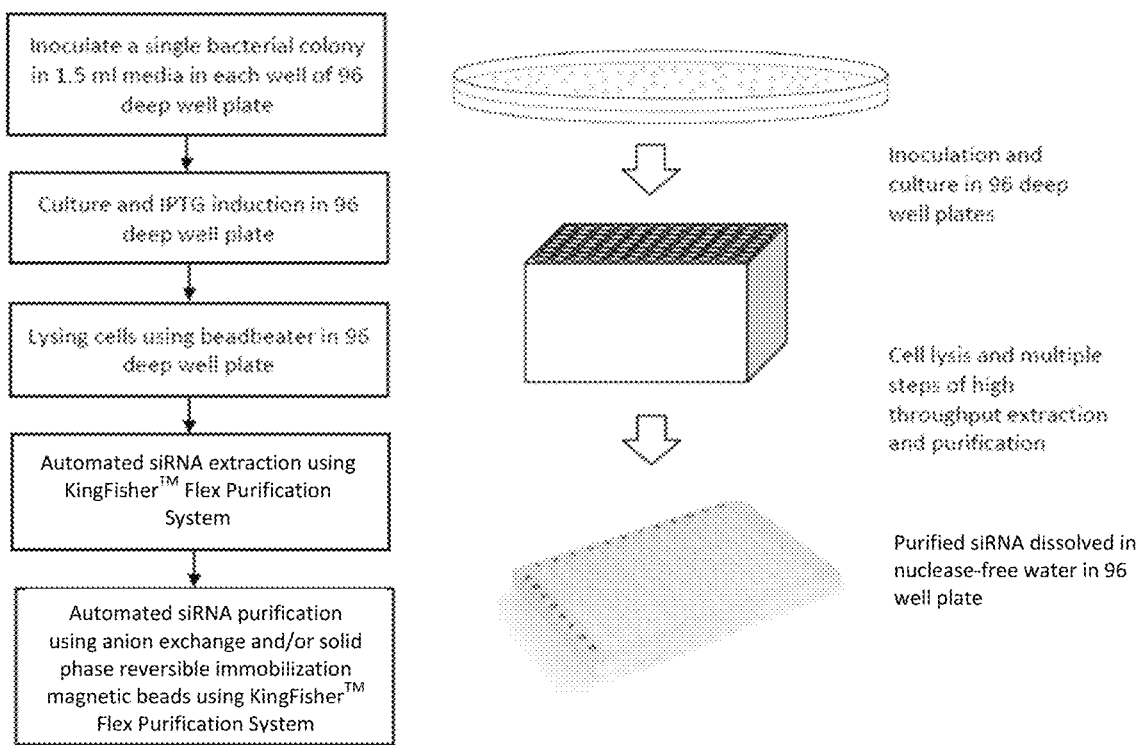 Inoculate a single bacterial colony
in 1.5 ml media in each well of 96
deep well plate
Culture and IPTG induction in 96
deep well plate
Lysing cells using beadbeater in 96
deep well plate
Automated siRNA extraction using
KingFisher™ Flex Purification
System
Automated siRNA purification
using anion exchange and/or solid
phase reversible immobilization
magnetic beads using KingFisher™
Flex Purification System
Inoculation and
culture in 96 deep
well plates
Cell lysis and multiple
steps of high
throughput extraction
and purification
Purified siRNA dissolved in
nuclease-free water in 96
well plate